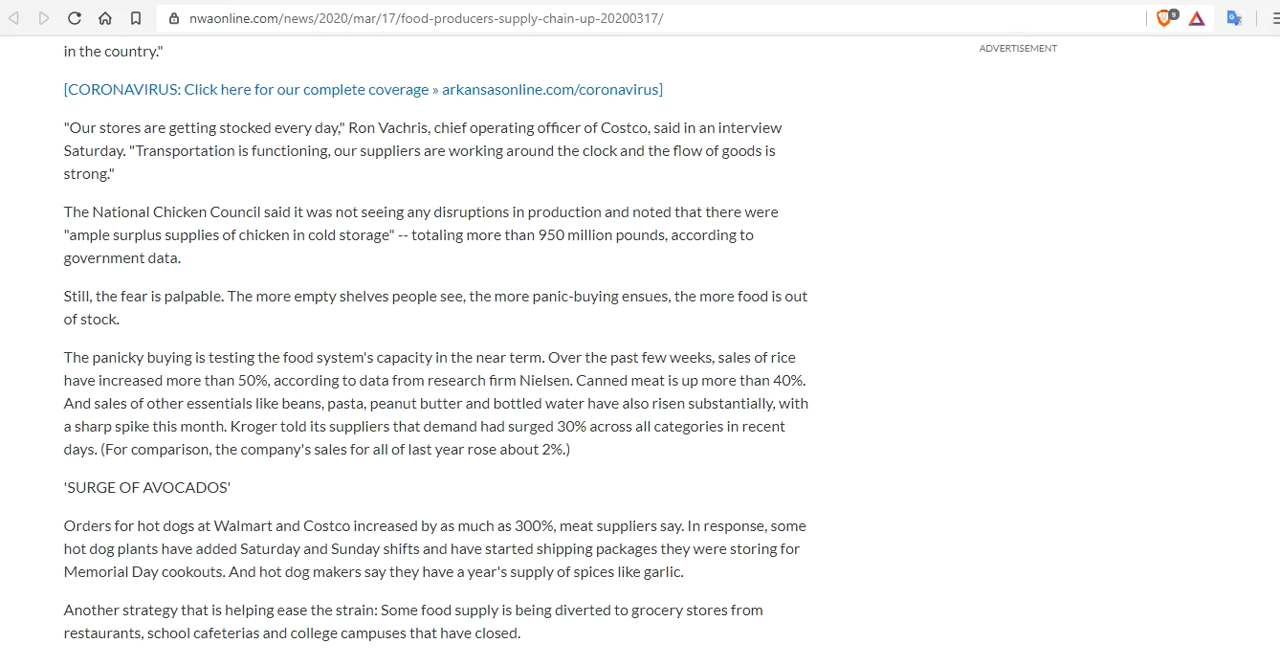 nwaonline.com/news/2020/mar/17/food-producers-supply-chain-up-20200317/
9
in the country."
ADVERTISEMENT
[CORONAVIRUS: Click here for our complete coverage » arkansasonline.com/coronavirus]
"Our stores are getting stocked every day," Ron Vachris, chief operating officer of Costco, said in an interview
Saturday. "Transportation is functioning, our suppliers are working around the clock and the flow of goods is
strong."
The National Chicken Council said it was not seeing any disruptions in production and noted that there were
"ample surplus supplies of chicken in cold storage" -- totaling more than 950 million pounds, according to
government data.
Still, the fear is palpable. The more empty shelves people see, the more panic-buying ensues, the more food is out
of stock.
The panicky buying is testing the food system's capacity in the near term. Over the past few weeks, sales of rice
have increased more than 50%, according to data from research firm Nielsen. Canned meat is up more than 40%.
And sales of other essentials like beans, pasta, peanut butter and bottled water have also risen substantially, with
a sharp spike this month. Kroger told its suppliers that demand had surged 30% across all categories in recent
days. (For comparison, the company's sales for all of last year rose about 2%.)
'SURGE OF AVOCADOS'
Orders for hot dogs at Walmart and Costco increased by as much as 300%, meat suppliers say. In response, some
hot dog plants have added Saturday and Sunday shifts and have started shipping packages they were storing for
Memorial Day cookouts. And hot dog makers say they have a year's supply of spices like garlic.
Another strategy that is helping ease the strain: Some food supply is being diverted to grocery stores from
restaurants, school cafeterias and college campuses that have closed.